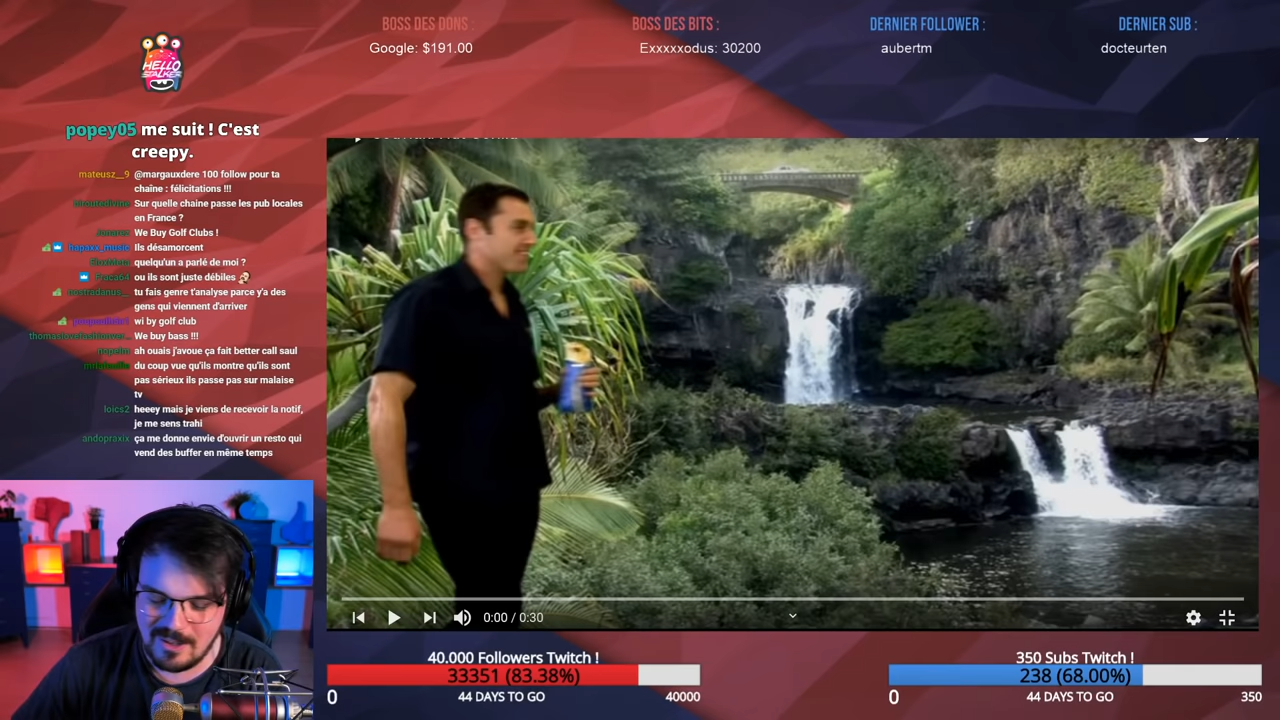 BOSS DES DONS :
Google: $191.00
BOSS DES BITS :
Exxxxxodus: 30200
DERNIER FOLLOWER :
aubertm
DERNIER SUB :
docteurten
HELLO
popey05 me suit ! C'est
creepy.
mateusz__9 @margauxdere 100 follow pour ta
chaîne : félicitations !!!
Sur quelle chaine passe les pub locales
en France ?
We Buy Golf Clubs !
Ils désamorcent
quelqu'un a parlé de moi ?
ou ils sont juste débiles
tu fais genre t'analyse parce y'a des
gens qui viennent d'arriver
wi by golf club
We buy bass !!!
ah ouais j'avoue ça fait better call saul
du coup vue qu'ils montre qu'ils sont
pas sérieux ils passe pas sur malaise
tv
loics2 heeey mais je viens de recevoir la notif,
je me sens trahi
andopraxix ça me donne envie d'ouvrir un resto qui
vend des buffer en même temps
0:00 / 0:30
40.000 Followers Twitch !
33351 (83.38%)
0 44 DAYS TO GO 40000
350 Subs Twitch !
238 (68.00%)
0 44 DAYS TO GO 350